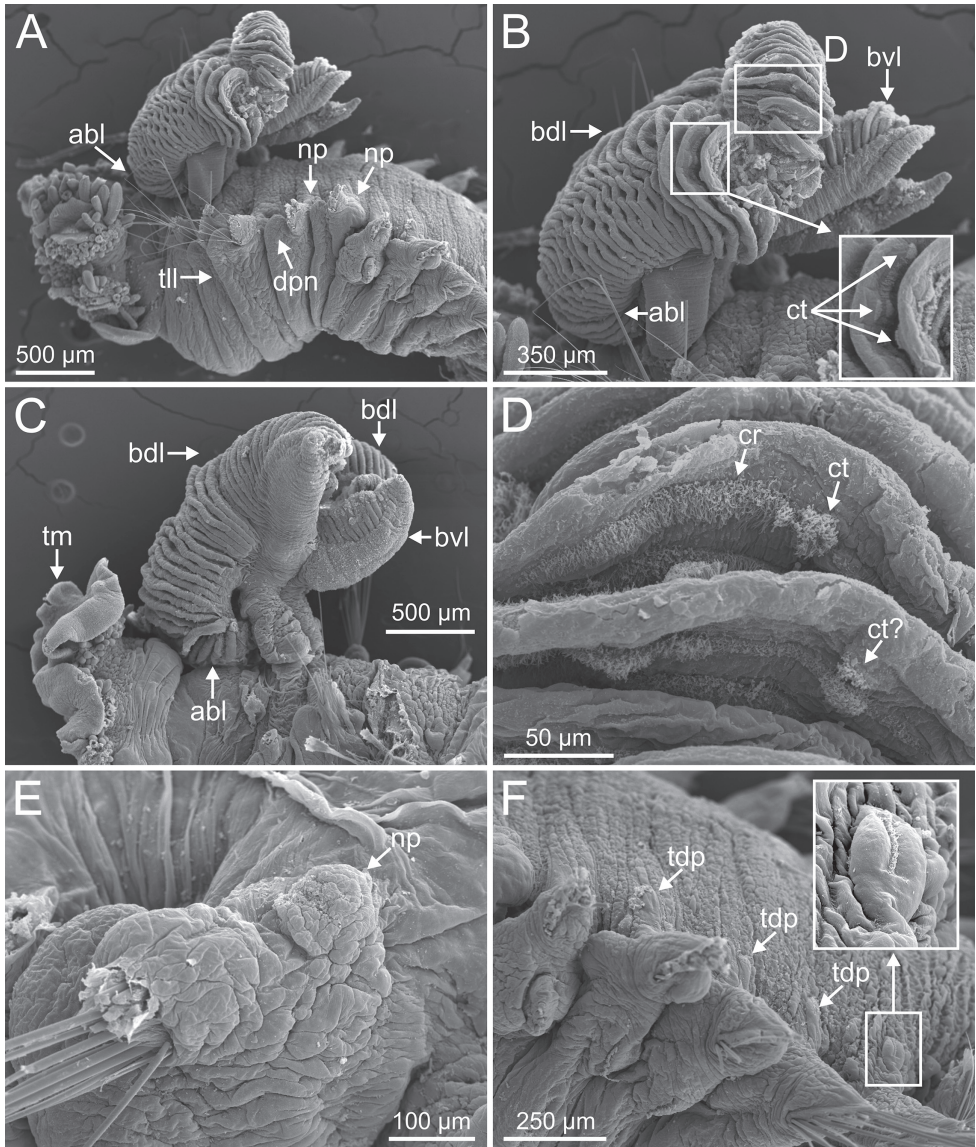 A
abl
np
np
tll
dpn
500 µm
B
D
bvl
bdl
ct
abl
350 µm
C
bdl
bdl
tm
bvl
500 µm
abl
D
cr
ct
ct?
50 µm
E
np
100 µm
F
tdp
tdp
tdp
250 µm